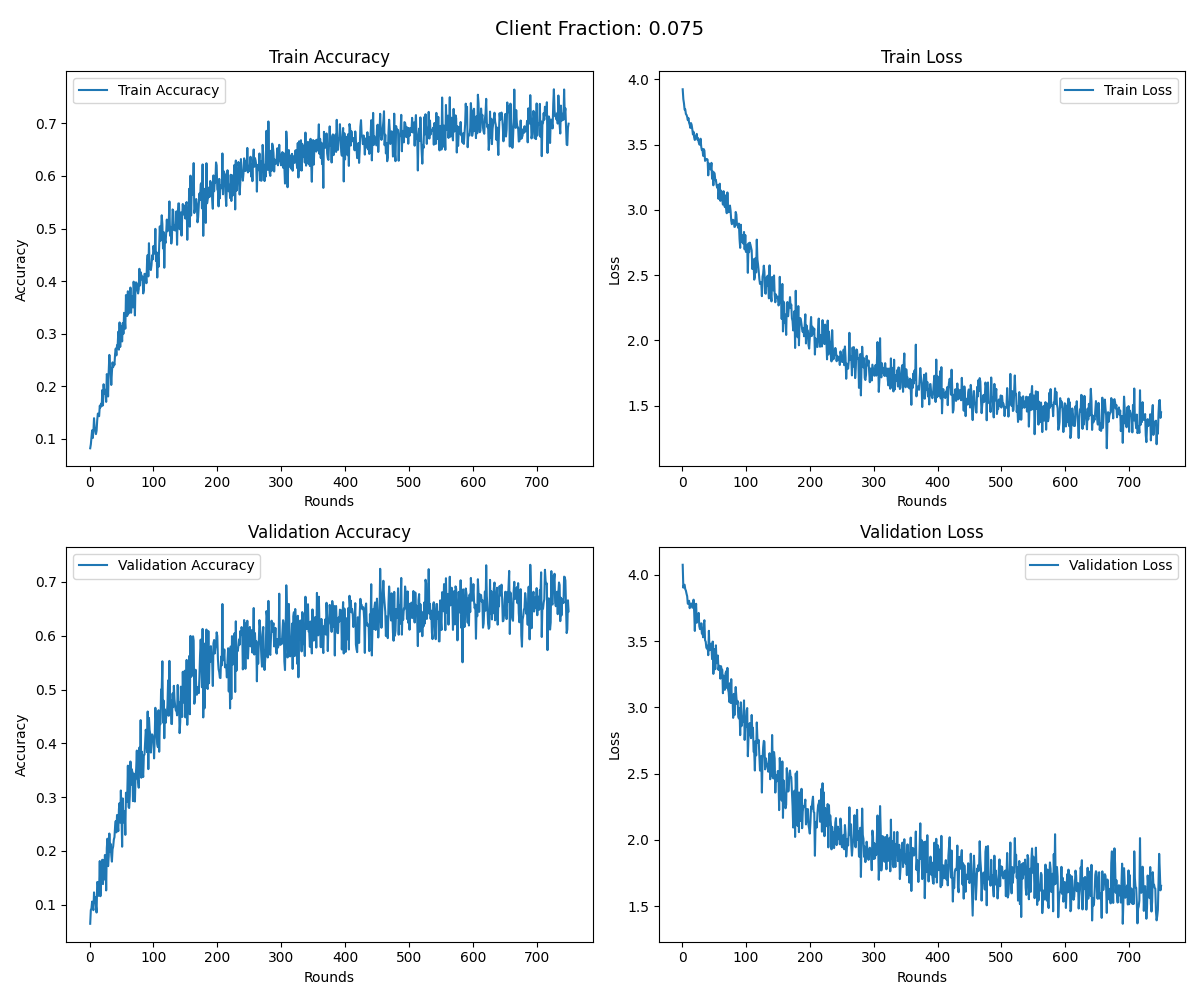 Client Fraction: 0.075
Train Accuracy
Train Accuracy
0.7
0.6
0.5
0.4
0.3
0.2
0.1
Accuracy
0 100 200 300 400 500 600 700
Rounds
Train Loss
Train Loss
4.0
3.5
3.0
2.5
2.0
1.5
Loss
0 100 200 300 400 500 600 700
Rounds
Validation Accuracy
Validation Accuracy
0.7
0.6
0.5
0.4
0.3
0.2
0.1
Accuracy
0 100 200 300 400 500 600 700
Rounds
Validation Loss
Validation Loss
4.0
3.5
3.0
2.5
2.0
1.5
Loss
0 100 200 300 400 500 600 700
Rounds